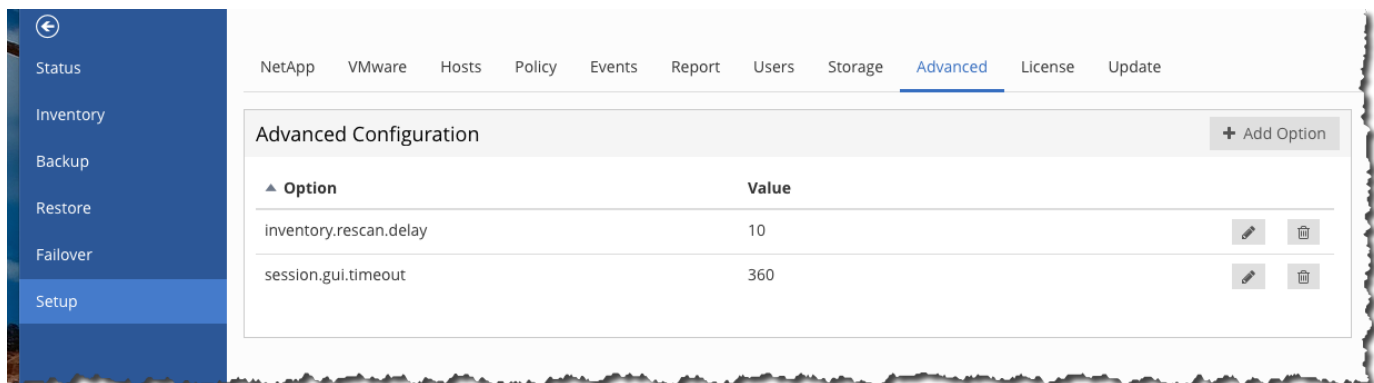 Status
Inventory
Backup
Restore
Failover
Setup
NetApp VMware Hosts Policy Events Report Users Storage Advanced License Update
Advanced Configuration + Add Option
Option Value
inventory.rescan.delay 10
session.gui.timeout 360